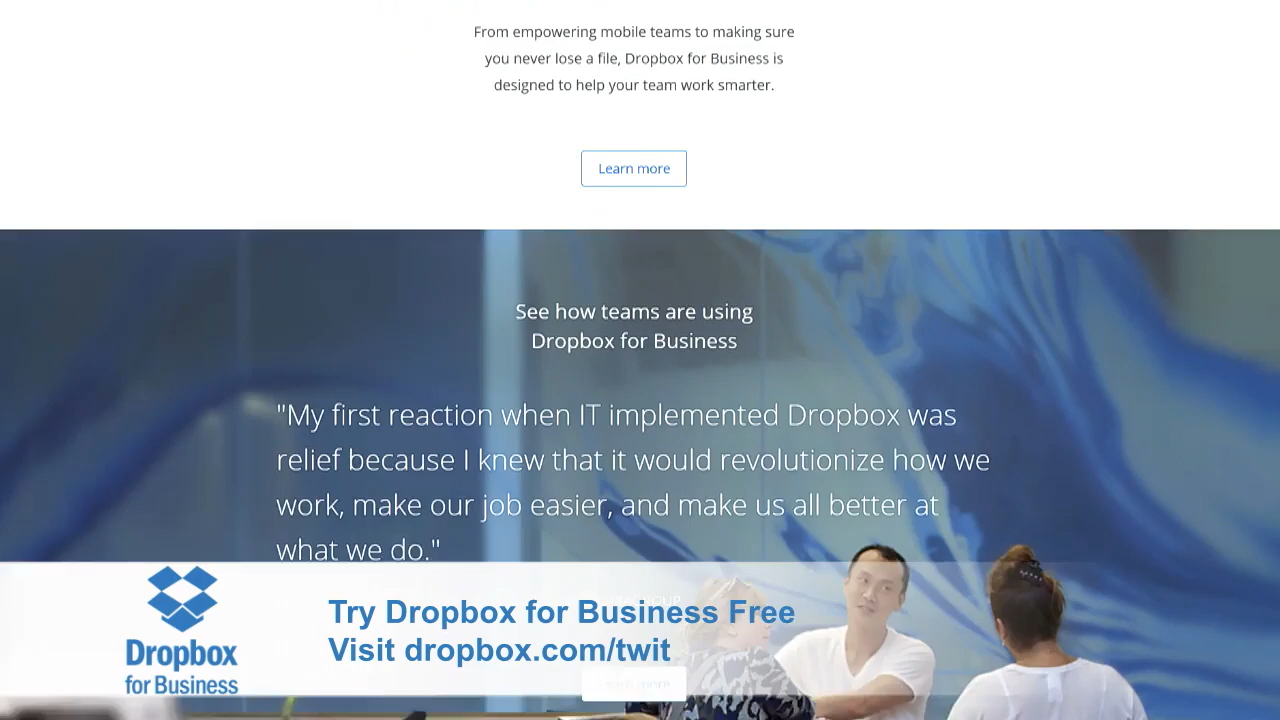 From empowering mobile teams to making sure
you never lose a file, Dropbox for Business is
designed to help your team work smarter.
Learn more
See how teams are using
Dropbox for Business
"My first reaction when IT implemented Dropbox was
relief because I knew that it would revolutionize how we
work, make our job easier, and make us all better at
what we do."
Try Dropbox for Business Free
Visit dropbox.com/twit
Dropbox
for Business
Learn more